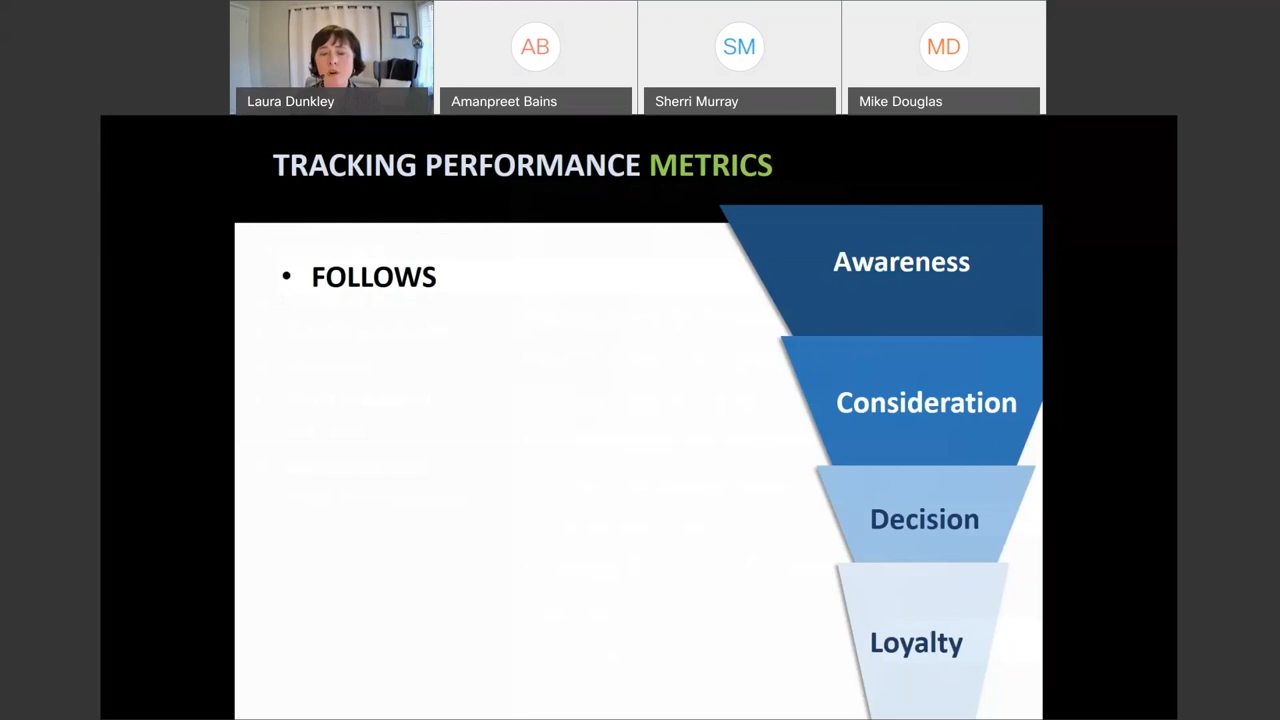 AB
SM
MD
Laura Dunkley
Amanpreet Bains
Sherri Murray
Mike Douglas
TRACKING PERFORMANCE METRICS
• FOLLOWS
Awareness
Consideration
Decision
Loyalty